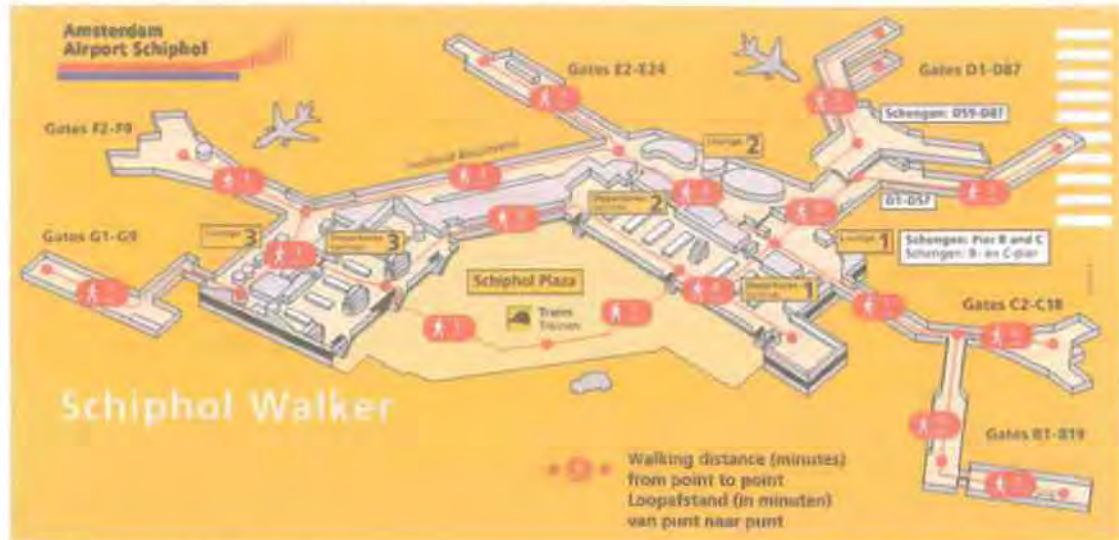 Amsterdam
Airport Schiphol
Gates E2-E24
Gates D1-D87
Gates F2-F9
Schengen: D59-D87
Lounge 2
D1-D57
Gates G1-G9
Lounge 3
Departures 3
Departures 2
Lounge 1
Schengen: Pier B and C
Schengen: B- en C-pier
Schiphol Plaza
Departures 1
Trains
Treinen
Gates C2-C18
Schiphol Walker
Gates B1-B19
Walking distance (minutes)
from point to point
Loopafstand (in minuten)
van punt naar punt